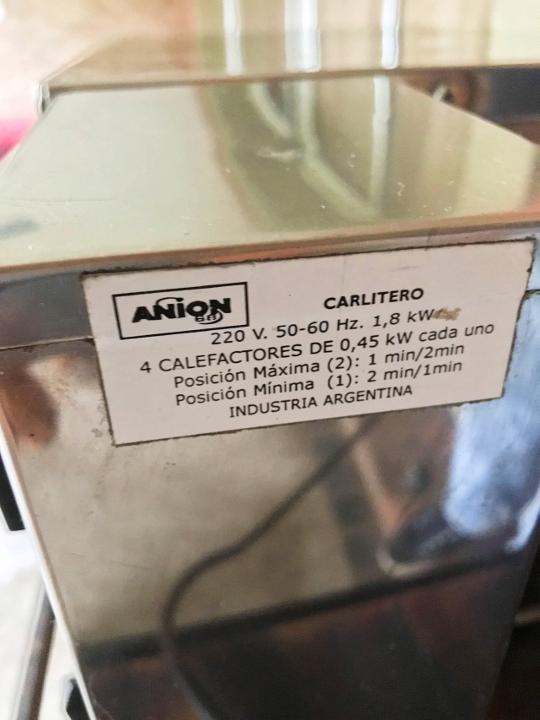 ANION
CARLITERO
220 V. 50-60 Hz. 1,8 kW
4 CALEFACTORES DE 0,45 kW cada uno
Posición Máxima (2): 1 min/2min
Posición Mínima (1): 2 min/1min
INDUSTRIA ARGENTINA